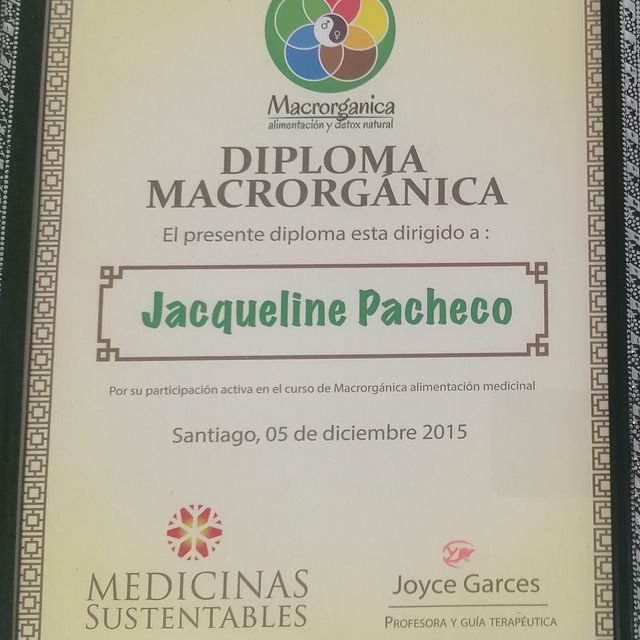 Macrorganica
alimentación y detox natural
DIPLOMA
MACRORGÁNICA
El presente diploma esta dirigido a :
Jacqueline Pacheco
Por su participación activa en el curso de Macrorgánica alimentación medicinal
Santiago, 05 de diciembre 2015
MEDICINAS
SUSTENTABLES
Joyce Garces
PROFESORA Y GUÍA TERAPÉUTICA